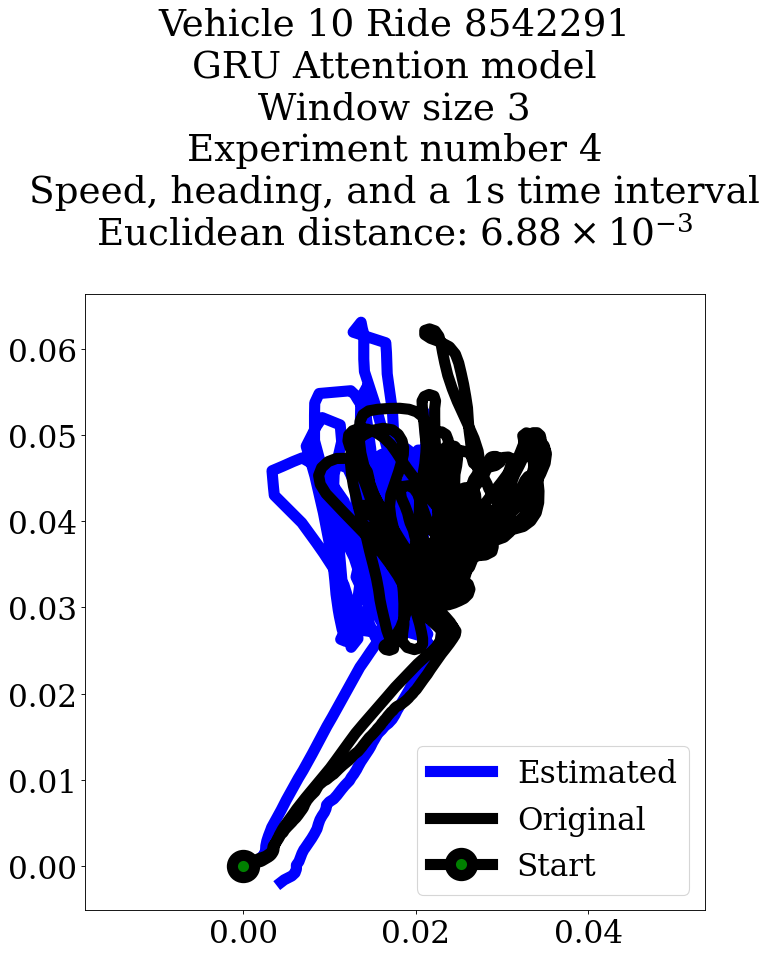 Vehicle 10 Ride 8542291
GRU Attention model
Window size 3
Experiment number 4
Speed, heading, and a 1s time interval
Euclidean distance: 6.88 × 10⁻³
0.06
0.05
0.04
0.03
0.02
0.01
0.00
Estimated
Original
Start
0.00 0.02 0.04